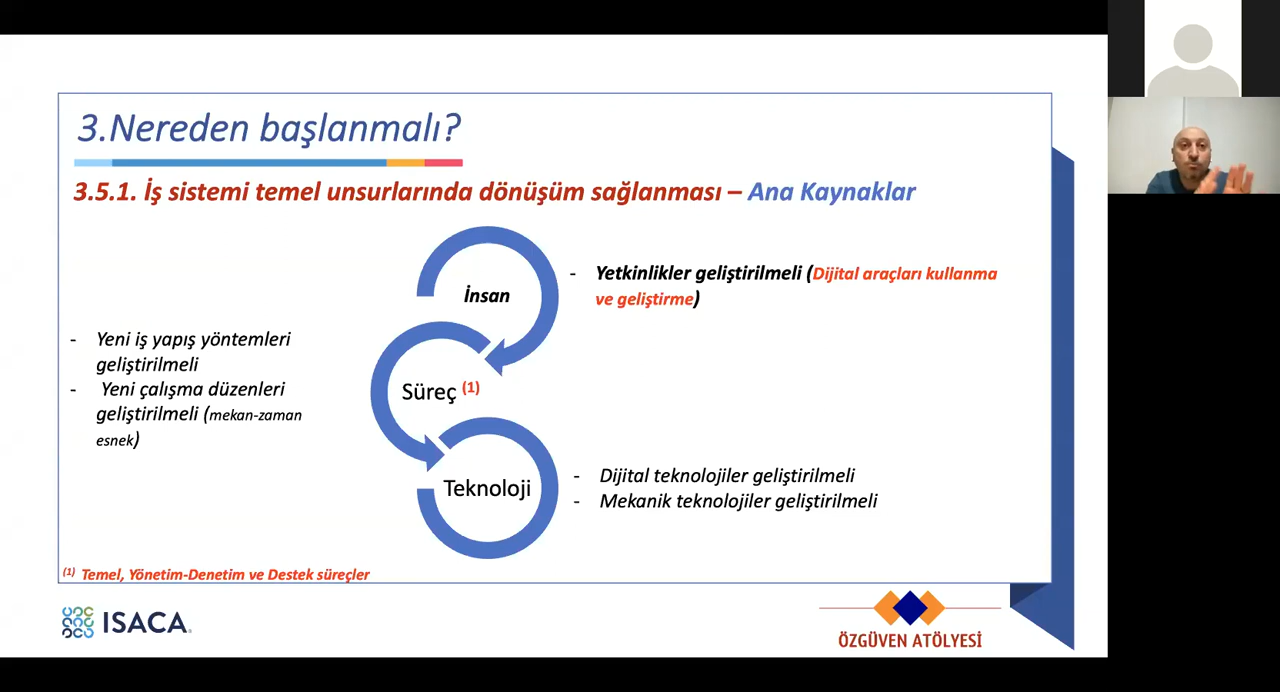 3.Nereden başlanmalı?
3.5.1. İş sistemi temel unsurlarında dönüşüm sağlanması – Ana Kaynaklar
İnsan
- Yetkinlikler geliştirilmeli (Dijital araçları kullanma
ve geliştirme)
- Yeni iş yapış yöntemleri
geliştirilmeli
- Yeni çalışma düzenleri
geliştirilmeli (mekan-zaman
esnek)
Süreç (1)
Teknoloji
- Dijital teknolojiler geliştirilmeli
- Mekanik teknolojiler geliştirilmeli
(1) Temel, Yönetim-Denetim ve Destek süreçler
ISACA.
ÖZGÜVEN ATÖLYESİ